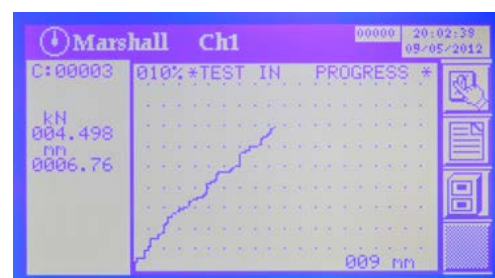 Marshall Ch1
00000 20:02:39
09/05/2012
C:00003
010% *TEST IN PROGRESS *
kN
004.498
mm
0006.76
009 mm